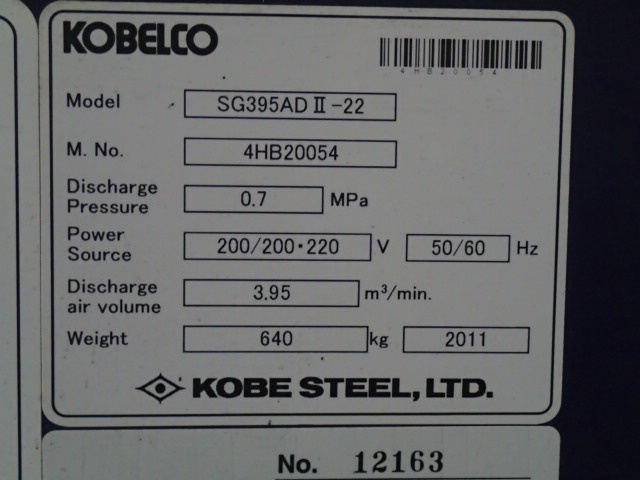 KOBELCO
4HB20054
Model SG395ADⅡ-22
M. No. 4HB20054
Discharge
Pressure 0.7 MPa
Power
Source 200/200・220 V 50/60 Hz
Discharge
air volume 3.95 m³/min.
Weight 640 kg 2011
KOBE STEEL, LTD.
No. 12163